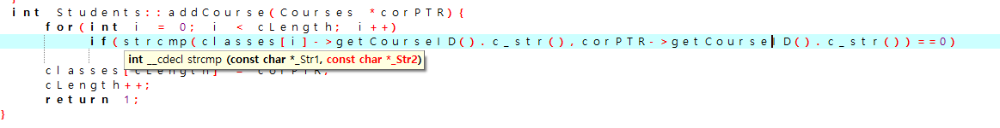 int Students::addCourse(Courses *corPTR){
for(int i = 0; i < cLength; i++)
if(strcmp(classes[i]->getCourseID().c_str(),corPTR->getCourseID().c_str())==0)
int __cdecl strcmp (const char *_Str1, const char *_Str2)
classes[cLength] = corPTR;
cLength++;
return 1;
}